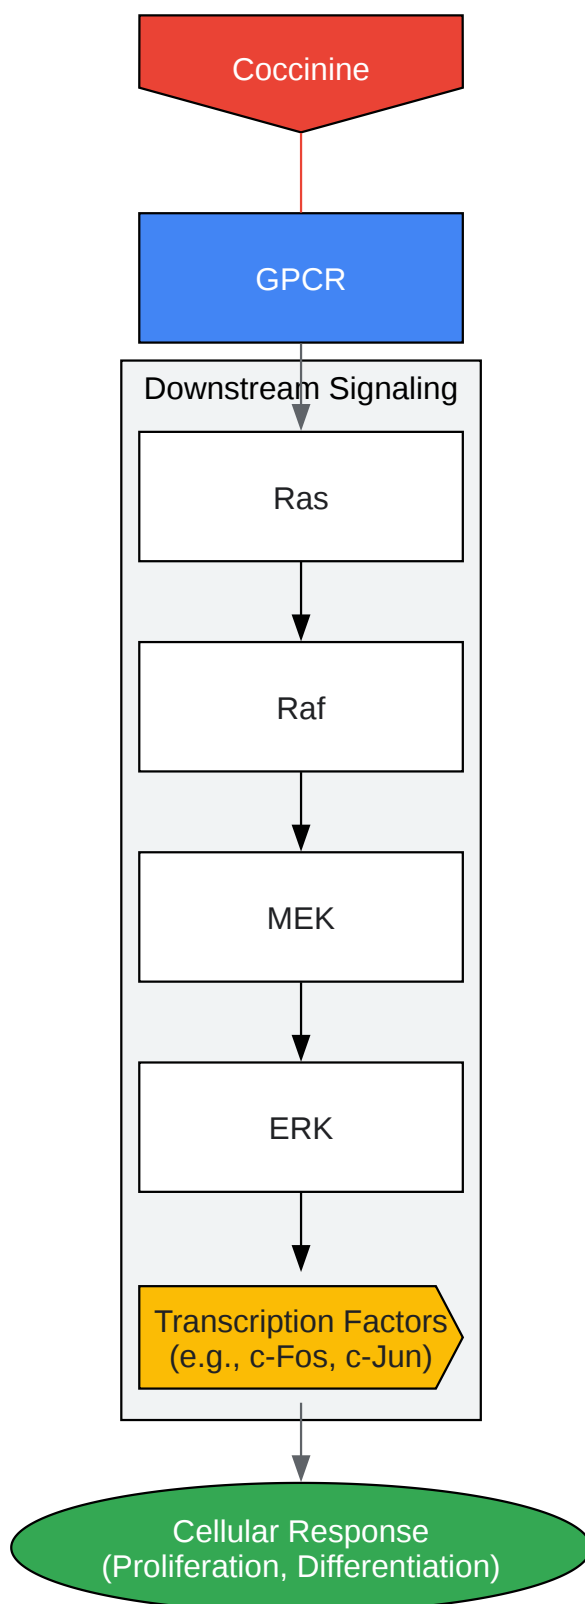 Coccinine
GPCR
Downstream Signaling
Ras
Raf
MEK
ERK
Transcription Factors
(e.g., c-Fos, c-Jun)
Cellular Response
(Proliferation, Differentiation)